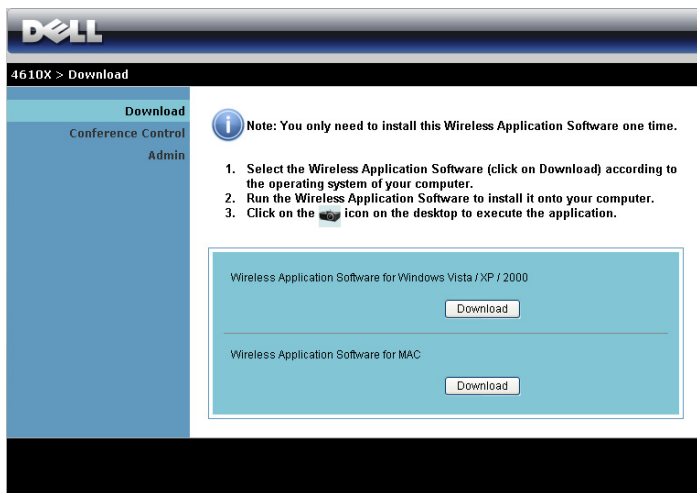 DELL
4610X > Download
Download
Conference Control
Admin
Note: You only need to install this Wireless Application Software one time.
1. Select the Wireless Application Software (click on Download) according to
the operating system of your computer.
2. Run the Wireless Application Software to install it onto your computer.
3. Click on the icon on the desktop to execute the application.
Wireless Application Software for Windows Vista / XP / 2000
Download
Wireless Application Software for MAC
Download